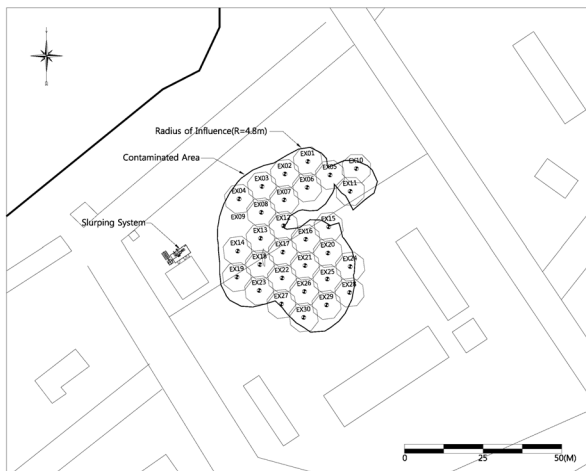 Radius of Influence(R=4.8m)
Contaminated Area
Slurping System
EX01
EX02
EX05
EX10
EX03
EX06
EX11
EX04
EX07
EX08
EX09
EX12
EX15
EX13
EX16
EX14
EX17
EX20
EX18
EX21
EX24
EX19
EX22
EX25
EX23
EX26
EX28
EX27
EX29
EX30
0
25
50(M)